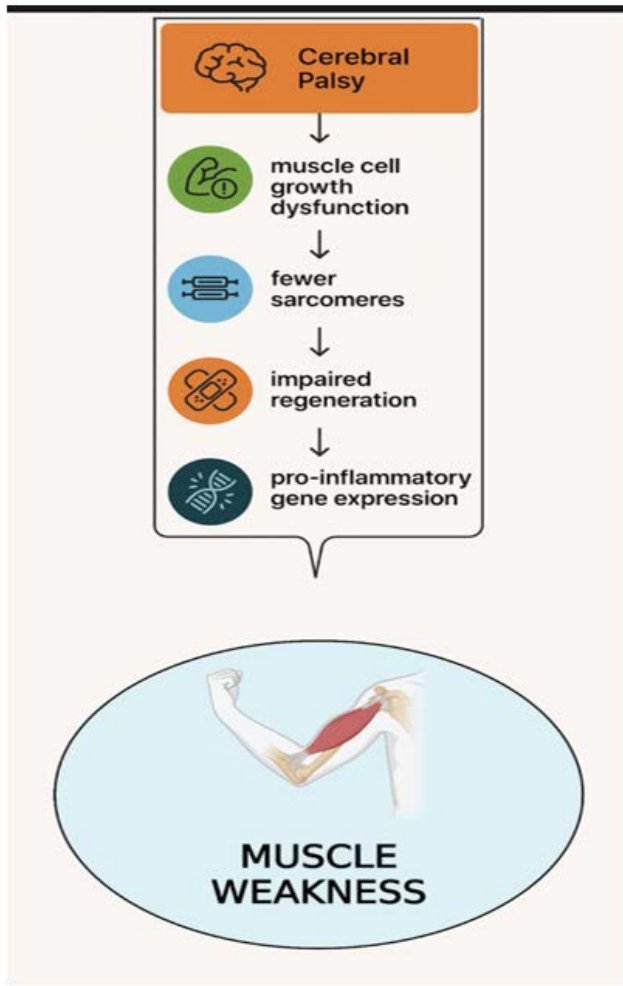 Cerebral
Palsy
muscle cell
growth
dysfunction
fewer
sarcomeres
impaired
regeneration
pro-inflammatory
gene expression
MUSCLE
WEAKNESS